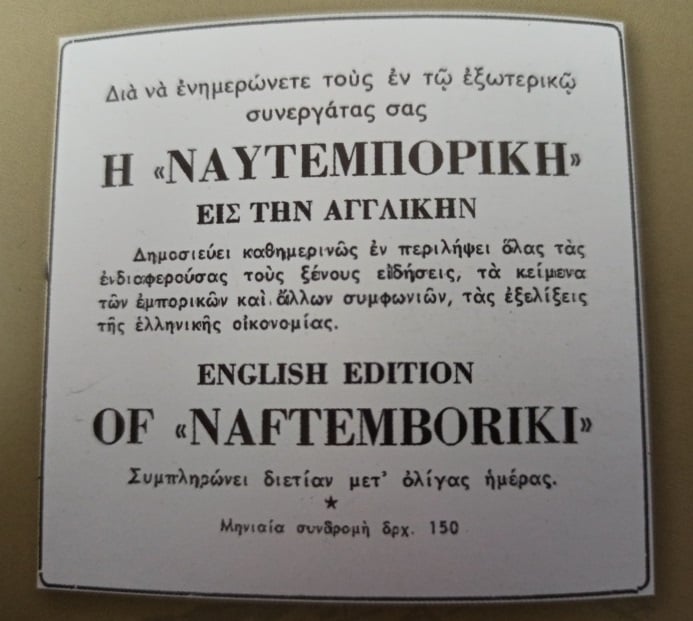 Διὰ νὰ ἐνημερώνετε τοὺς ἐν τῷ ἐξωτερικῷ
συνεργάτας σας
Η «ΝΑΥΤΕΜΠΟΡΙΚΗ»
ΕΙΣ ΤΗΝ ΑΓΓΛΙΚΗΝ
Δημοσιεύει καθημερινῶς ἐν περιλήψει ὅλας τὰς
ἐνδιαφερούσας τοὺς ξένους εἰδήσεις, τὰ κείμενα
τῶν ἐμπορικῶν καὶ ἄλλων συμφωνιῶν, τὰς ἐξελίξεις
τῆς ἑλληνικῆς οἰκονομίας.
ENGLISH EDITION
OF «NAFTEMBORIKI»
Συμπληρώνει διετίαν μετ' ὀλίγας ἡμέρας.
★
Μηνιαία συνδρομὴ δρχ. 150